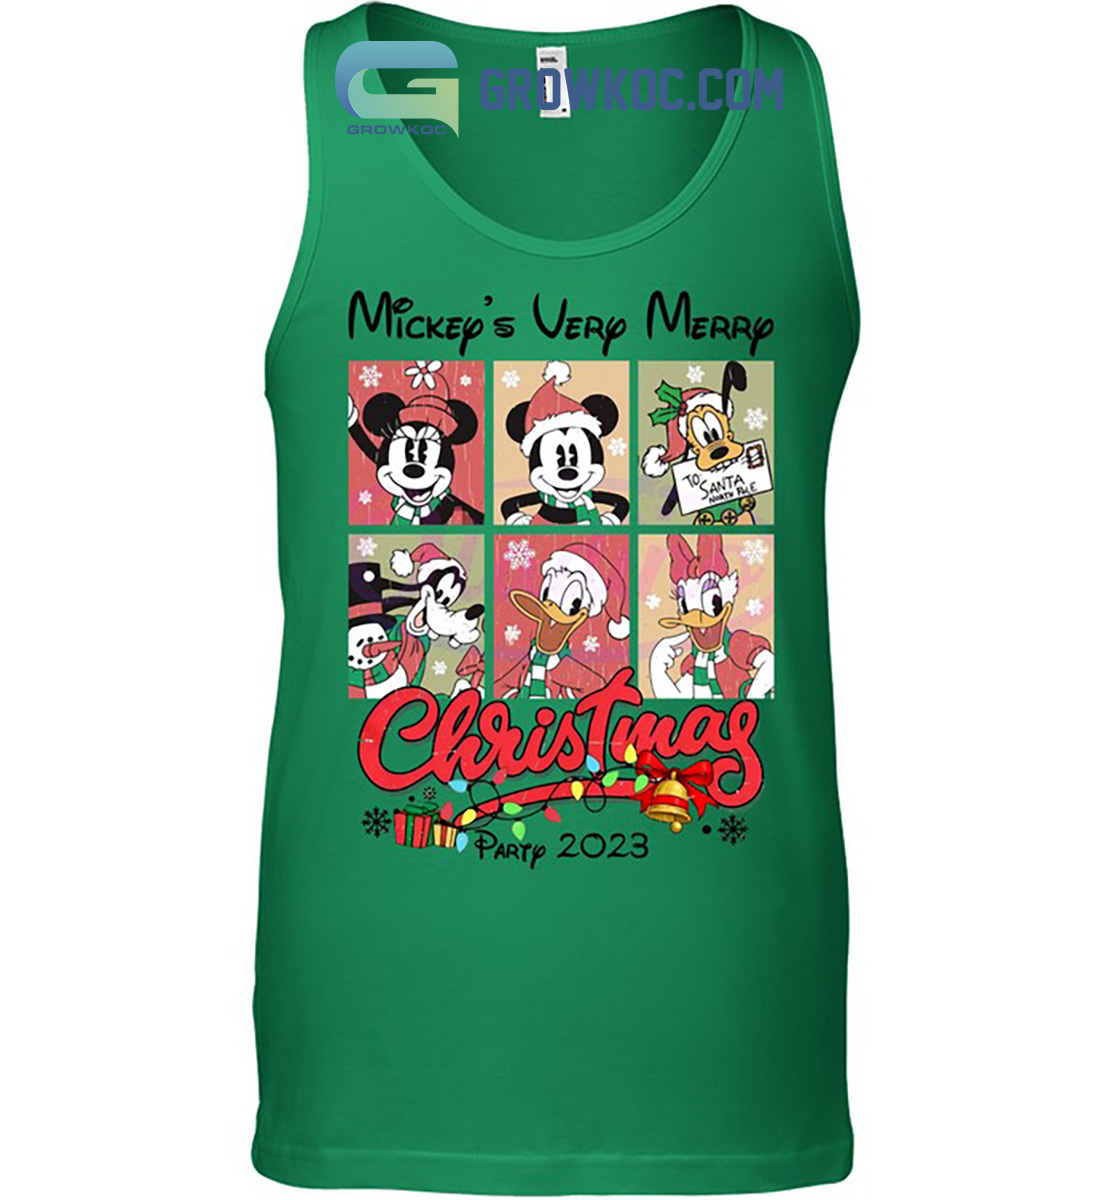 GROWKOC
GROWKOC.COM
Mickey's Very Merry
TO SANTA
NORTH POLE
Christmas
Party 2023